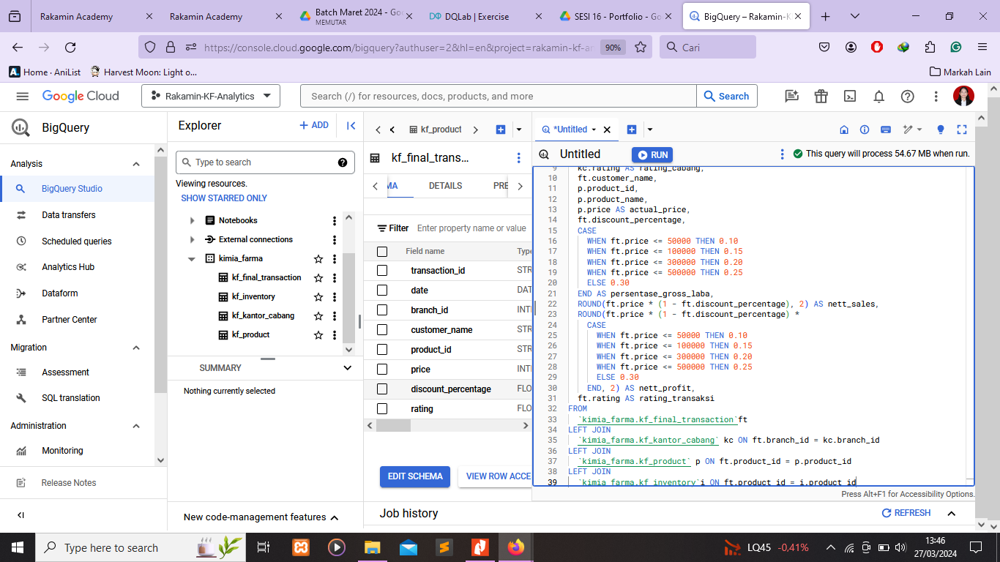 Rakamin Academy
Rakamin Academy
Batch Maret 2024 - Go
MEMUTAR
DQLab | Exercise
SESI 16 - Portfolio - Go
BigQuery – Rakamin-K
https://console.cloud.google.com/bigquery?authuser=2&hl=en&project=rakamin-kf-an
90%
Cari
Home · AniList
Harvest Moon: Light o...
Markah Lain
Google Cloud
Rakamin-KF-Analytics
Search (/) for resources, docs, products, and more
Search
BigQuery
Analysis
BigQuery Studio
Data transfers
Scheduled queries
Analytics Hub
Dataform
Partner Center
Migration
Assessment
SQL translation
Administration
Monitoring
Release Notes
Explorer
+ ADD
Type to search
Viewing resources.
SHOW STARRED ONLY
Notebooks
External connections
kimia_farma
kf_final_transaction
kf_inventory
kf_kantor_cabang
kf_product
SUMMARY
Nothing currently selected
New code-management features
kf_product
kf_final_trans...
MA
DETAILS
PRE
Filter
Enter property name or value
Field name
Type
transaction_id
STR
date
DAT
branch_id
INT
customer_name
STR
product_id
STR
price
INT
discount_percentage
FLO
rating
FLO
EDIT SCHEMA
VIEW ROW ACCE
Job history
REFRESH
*Untitled
Untitled
RUN
This query will process 54.67 MB when run.
9 kc.rating AS rating_cabang,
10 ft.customer_name,
11 p.product_id,
12 p.product_name,
13 p.price AS actual_price,
14 ft.discount_percentage,
15 CASE
16 WHEN ft.price <= 50000 THEN 0.10
17 WHEN ft.price <= 100000 THEN 0.15
18 WHEN ft.price <= 300000 THEN 0.20
19 WHEN ft.price <= 500000 THEN 0.25
20 ELSE 0.30
21 END AS persentase_gross_laba,
22 ROUND(ft.price * (1 - ft.discount_percentage), 2) AS nett_sales,
23 ROUND(ft.price * (1 - ft.discount_percentage) *
24 CASE
25 WHEN ft.price <= 50000 THEN 0.10
26 WHEN ft.price <= 100000 THEN 0.15
27 WHEN ft.price <= 300000 THEN 0.20
28 WHEN ft.price <= 500000 THEN 0.25
29 ELSE 0.30
30 END, 2) AS nett_profit,
31 ft.rating AS rating_transaksi
32 FROM
33 `kimia_farma.kf_final_transaction`ft
34 LEFT JOIN
35 `kimia_farma.kf_kantor_cabang` kc ON ft.branch_id = kc.branch_id
36 LEFT JOIN
37 `kimia_farma.kf_product` p ON ft.product_id = p.product_id
38 LEFT JOIN
39 `kimia_farma.kf_inventory`i ON ft.product_id = i.product_id
Press Alt+F1 for Accessibility Options.
Type here to search
LQ45 -0,41%
13:46
27/03/2024